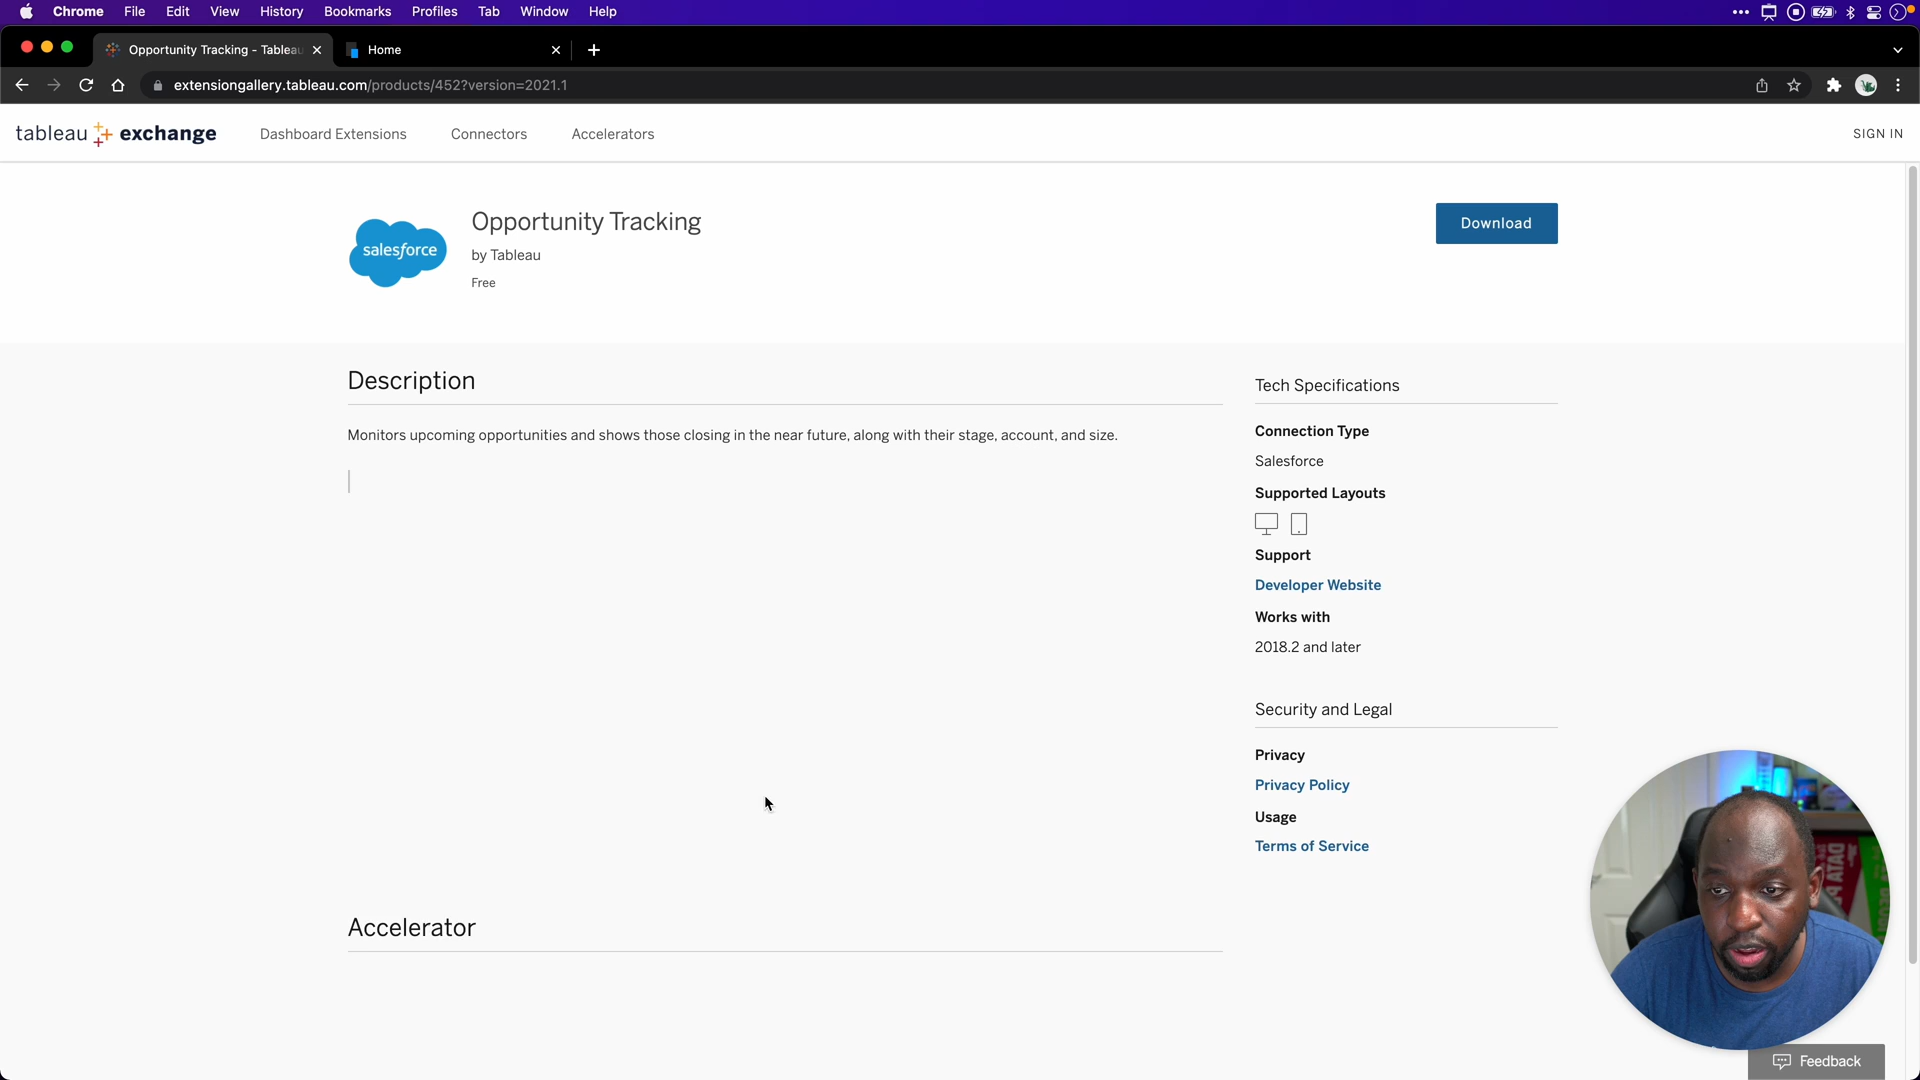 Chrome File Edit View History Bookmarks Profiles Tab Window Help
Opportunity Tracking - Tableau
Home
extensiongallery.tableau.com/products/452?version=2021.1
tableau exchange
Dashboard Extensions
Connectors
Accelerators
SIGN IN
salesforce
Opportunity Tracking
by Tableau
Free
Download
Description
Monitors upcoming opportunities and shows those closing in the near future, along with their stage, account, and size.
Tech Specifications
Connection Type
Salesforce
Supported Layouts
Support
Developer Website
Works with
2018.2 and later
Security and Legal
Privacy
Privacy Policy
Usage
Terms of Service
Accelerator
DATA
Feedback